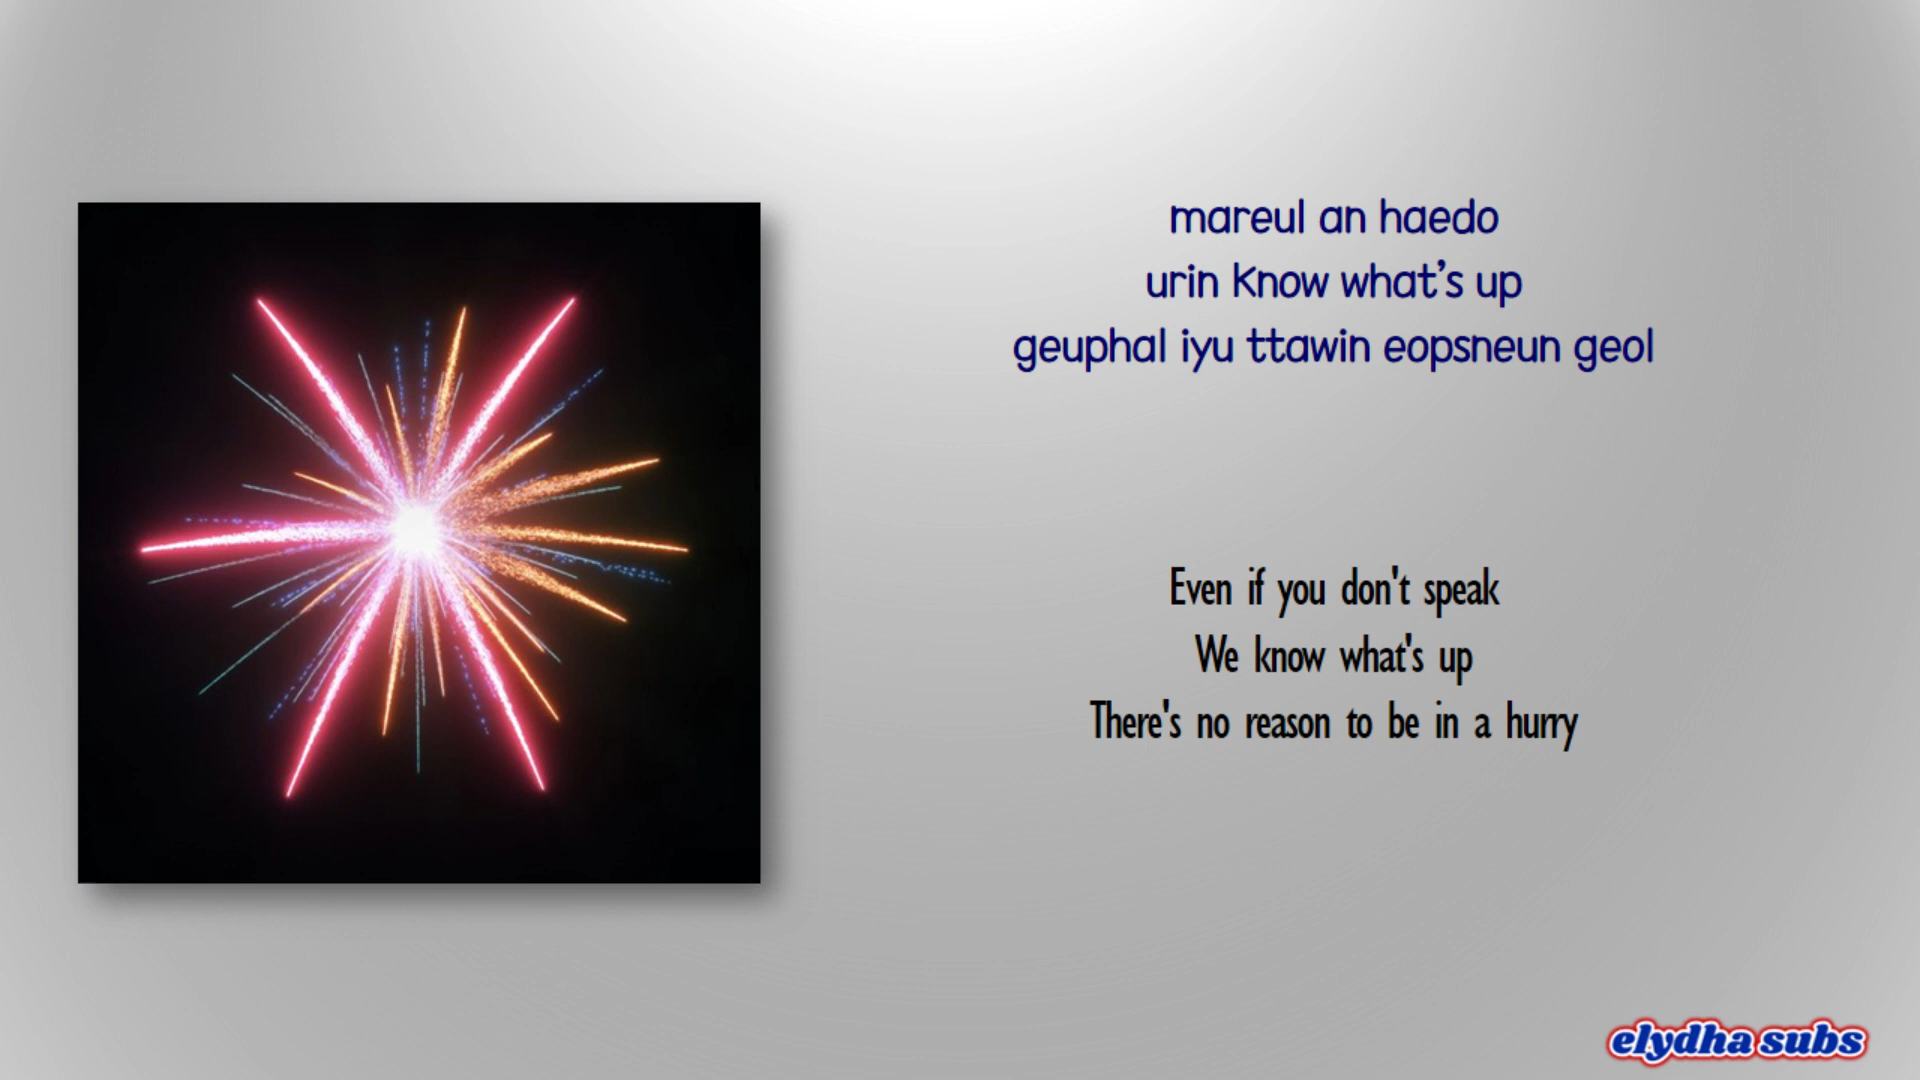 mareul an haedo
urin Know what's up
geuphal iyu ttawin eopsneun geol
Even if you don't speak
We know what's up
There's no reason to be in a hurry
elydha subs